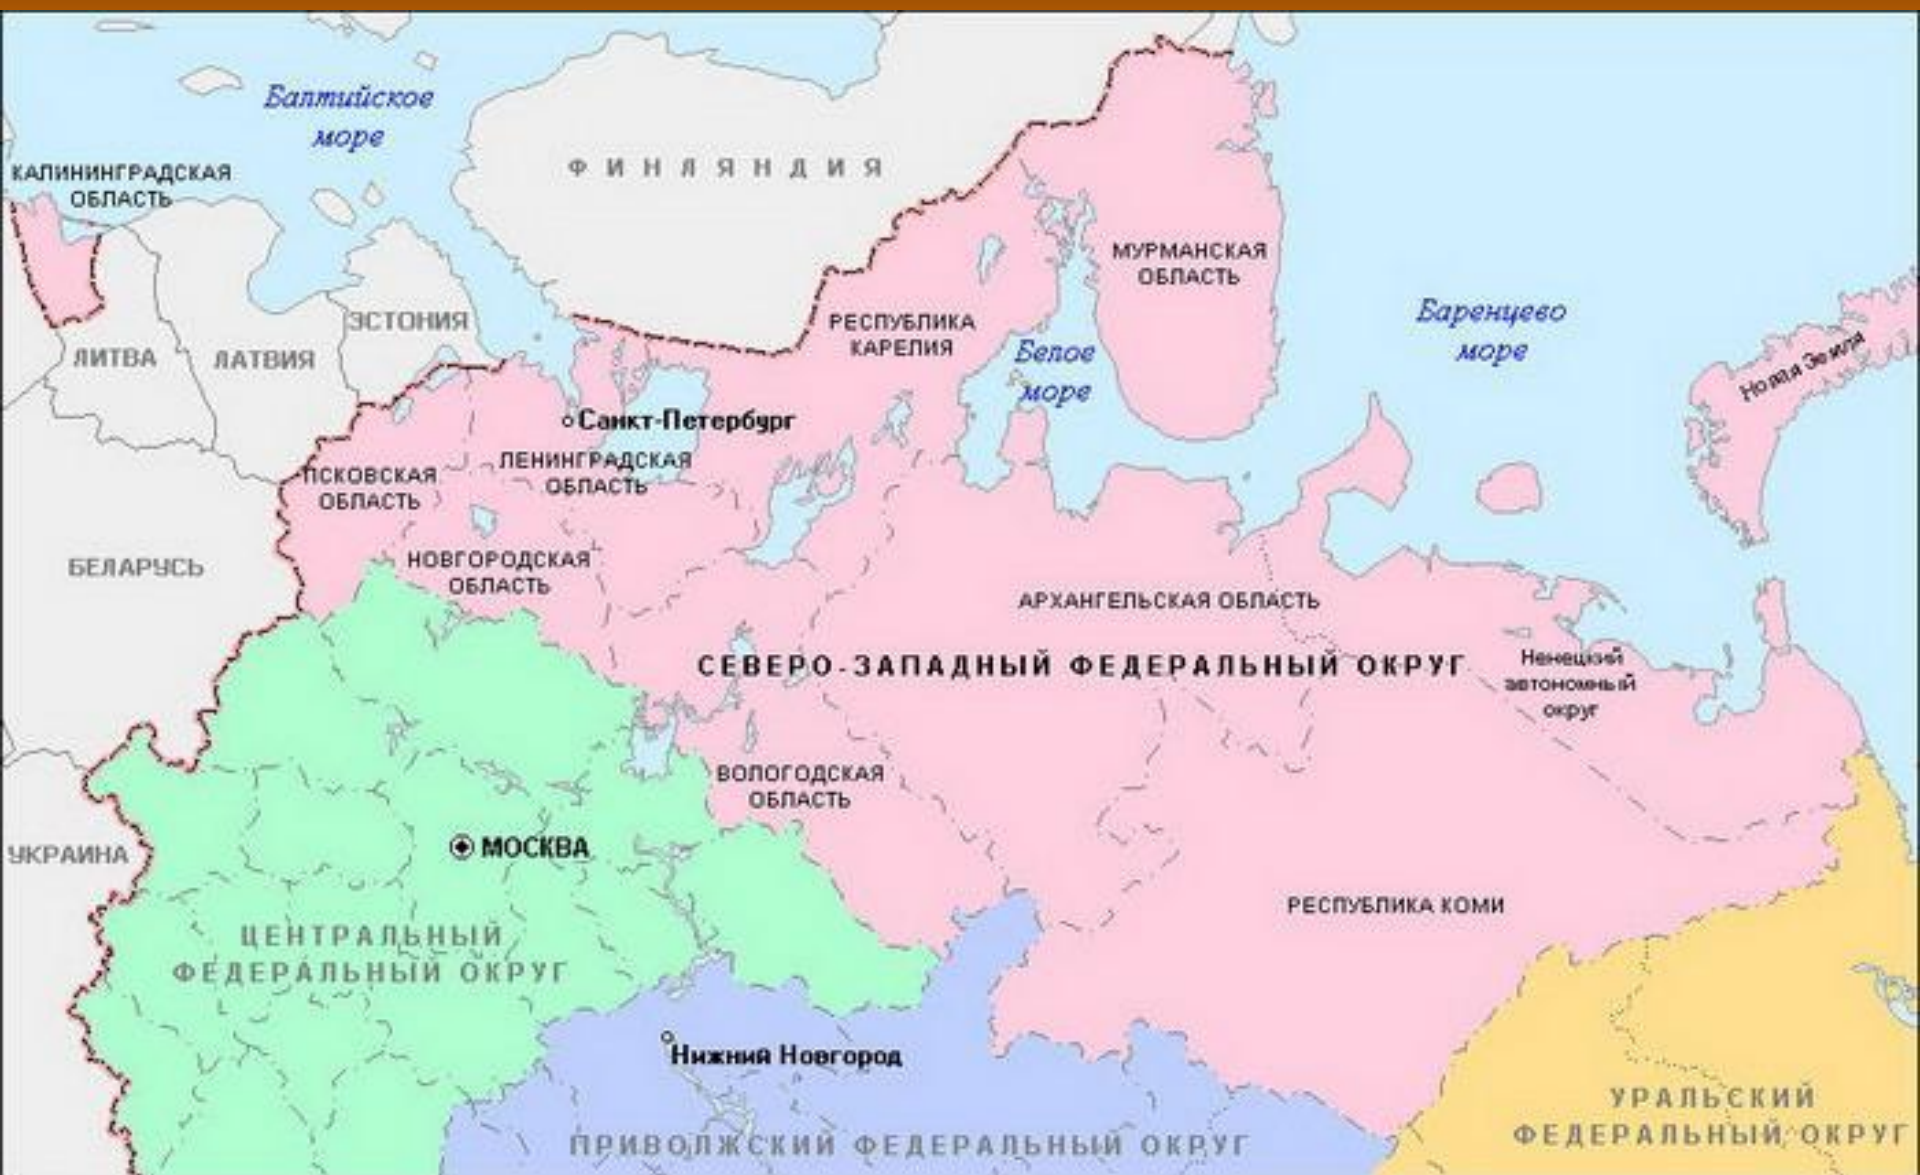 Балтийское
море
КАЛИНИНГРАДСКАЯ
ОБЛАСТЬ
ФИНЛЯНДИЯ
МУРМАНСКАЯ
ОБЛАСТЬ
Баренцево
море
Новая Земля
ЭСТОНИЯ
РЕСПУБЛИКА
КАРЕЛИЯ
Белое
море
ЛИТВА
ЛАТВИЯ
Санкт-Петербург
ПСКОВСКАЯ
ОБЛАСТЬ
ЛЕНИНГРАДСКАЯ
ОБЛАСТЬ
БЕЛАРУСЬ
НОВГОРОДСКАЯ
ОБЛАСТЬ
АРХАНГЕЛЬСКАЯ ОБЛАСТЬ
СЕВЕРО-ЗАПАДНЫЙ ФЕДЕРАЛЬНЫЙ ОКРУГ
Ненецкий
автономный
округ
ВОЛОГОДСКАЯ
ОБЛАСТЬ
УКРАИНА
МОСКВА
РЕСПУБЛИКА КОМИ
ЦЕНТРАЛЬНЫЙ
ФЕДЕРАЛЬНЫЙ ОКРУГ
Нижний Новгород
ПРИВОЛЖСКИЙ ФЕДЕРАЛЬНЫЙ ОКРУГ
УРАЛЬСКИЙ
ФЕДЕРАЛЬНЫЙ ОКРУГ